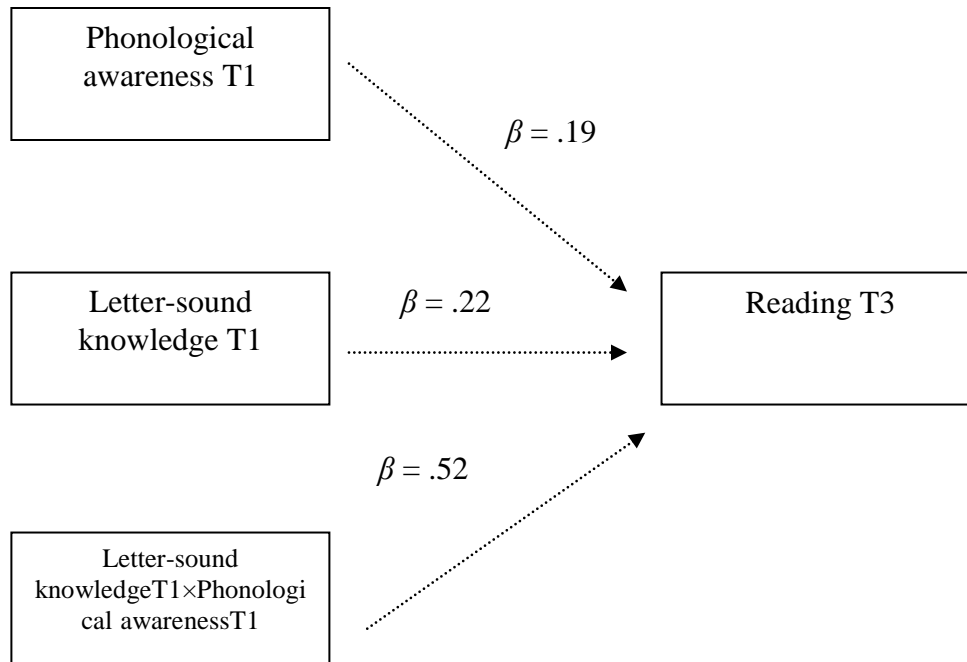 Phonological
awareness T1
β = .19
Letter-sound
knowledge T1
β = .22
Reading T3
β = .52
Letter-sound
knowledgeT1×Phonologi
cal awarenessT1